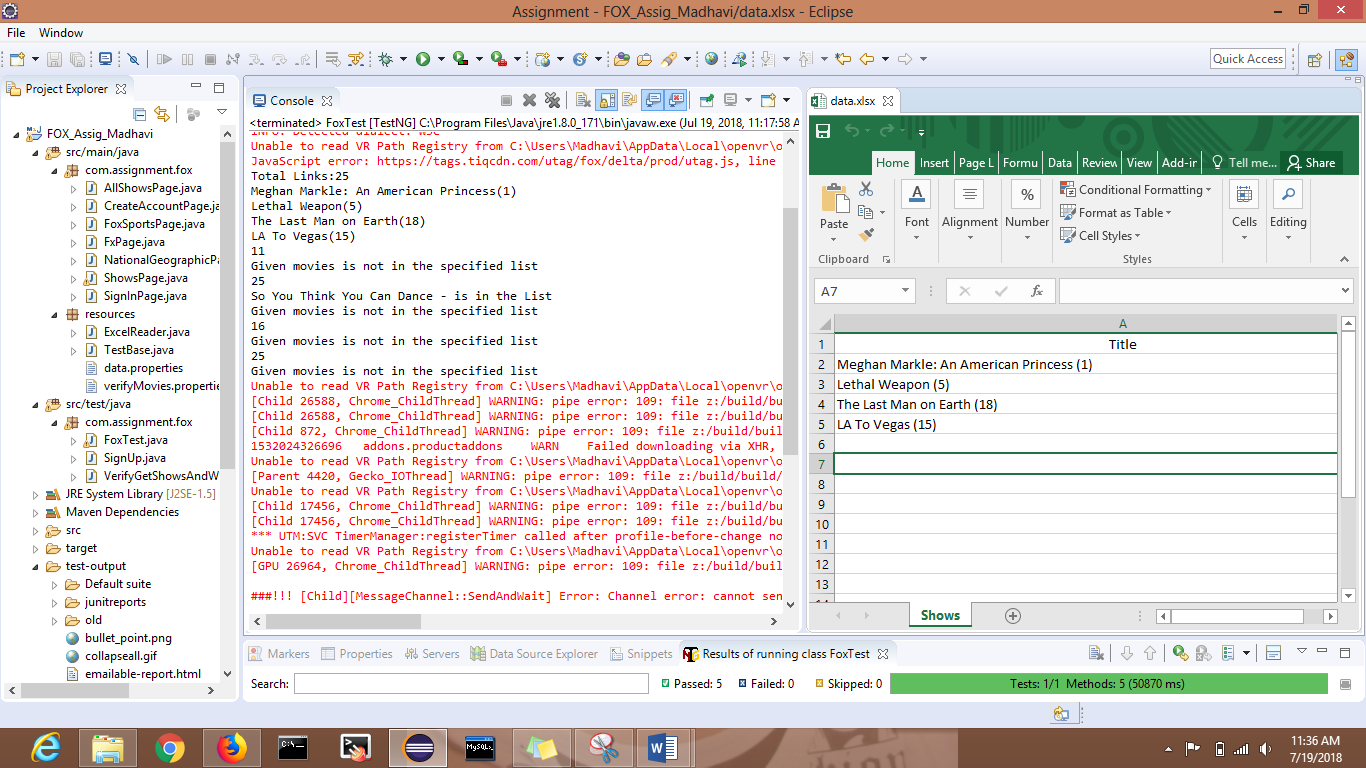 Assignment - FOX_Assig_Madhavi/data.xlsx - Eclipse
File Window
Quick Access
Project Explorer
FOX_Assig_Madhavi
src/main/java
com.assignment.fox
AllShowsPage.java
CreateAccountPage.ja
FoxSportsPage.java
FxPage.java
NationalGeographicPa
ShowsPage.java
SignInPage.java
resources
ExcelReader.java
TestBase.java
data.properties
verifyMovies.propertie
src/test/java
com.assignment.fox
FoxTest.java
SignUp.java
VerifyGetShowsAndW
JRE System Library [J2SE-1.5]
Maven Dependencies
src
target
test-output
Default suite
junitreports
old
bullet_point.png
collapseall.gif
emailable-report.html
Console
<terminated> FoxTest [TestNG] C:\Program Files\Java\jre1.8.0_171\bin\javaw.exe (Jul 19, 2018, 11:17:58 A
INFO: Detected dialect: W3C
Unable to read VR Path Registry from C:\Users\Madhavi\AppData\Local\openvr\o
JavaScript error: https://tags.tiqcdn.com/utag/fox/delta/prod/utag.js, line
Total Links:25
Meghan Markle: An American Princess(1)
Lethal Weapon(5)
The Last Man on Earth(18)
LA To Vegas(15)
11
Given movies is not in the specified list
25
So You Think You Can Dance - is in the List
Given movies is not in the specified list
16
Given movies is not in the specified list
25
Given movies is not in the specified list
Unable to read VR Path Registry from C:\Users\Madhavi\AppData\Local\openvr\o
[Child 26588, Chrome_ChildThread] WARNING: pipe error: 109: file z:/build/bu
[Child 26588, Chrome_ChildThread] WARNING: pipe error: 109: file z:/build/bu
[Child 872, Chrome_ChildThread] WARNING: pipe error: 109: file z:/build/buil
1532024326696 addons.productaddons WARN Failed downloading via XHR,
Unable to read VR Path Registry from C:\Users\Madhavi\AppData\Local\openvr\o
[Parent 4420, Gecko_IOThread] WARNING: pipe error: 109: file z:/build/build/
Unable to read VR Path Registry from C:\Users\Madhavi\AppData\Local\openvr\o
[Child 17456, Chrome_ChildThread] WARNING: pipe error: 109: file z:/build/bu
[Child 17456, Chrome_ChildThread] WARNING: pipe error: 109: file z:/build/bu
*** UTM:SVC TimerManager:registerTimer called after profile-before-change no
Unable to read VR Path Registry from C:\Users\Madhavi\AppData\Local\openvr\o
[GPU 26964, Chrome_ChildThread] WARNING: pipe error: 109: file z:/build/buil
###!!! [Child][MessageChannel::SendAndWait] Error: Channel error: cannot sen
data.xlsx
Home Insert Page L Formu Data Review View Add-in Tell me... Share
Paste
Clipboard
Font
Alignment
Number
Conditional Formatting
Format as Table
Cell Styles
Styles
Cells
Editing
A7
fx
A
1 Title
2 Meghan Markle: An American Princess (1)
3 Lethal Weapon (5)
4 The Last Man on Earth (18)
5 LA To Vegas (15)
6
7
8
9
10
11
12
13
Shows
Markers Properties Servers Data Source Explorer Snippets Results of running class FoxTest
Search: Passed: 5 Failed: 0 Skipped: 0 Tests: 1/1 Methods: 5 (50870 ms)
11:36 AM
7/19/2018